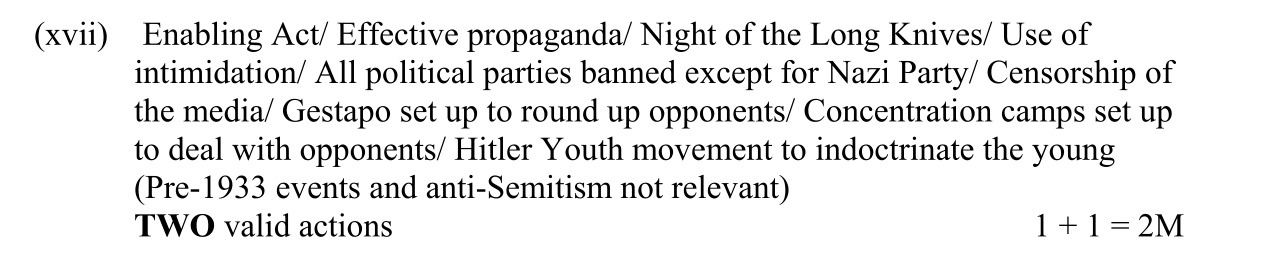 (xvii) Enabling Act/ Effective propaganda/ Night of the Long Knives/ Use of
intimidation/ All political parties banned except for Nazi Party/ Censorship of
the media/ Gestapo set up to round up opponents/ Concentration camps set up
to deal with opponents/ Hitler Youth movement to indoctrinate the young
(Pre-1933 events and anti-Semitism not relevant)
TWO valid actions 1 + 1 = 2M